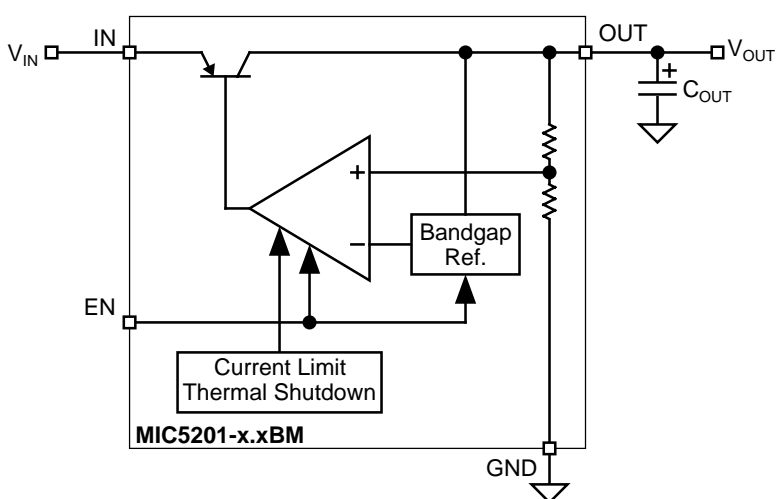 IN
OUT
V_IN
V_OUT
+
C_OUT
+
−
Bandgap
Ref.
EN
Current Limit
Thermal Shutdown
MIC5201-x.xBM
GND